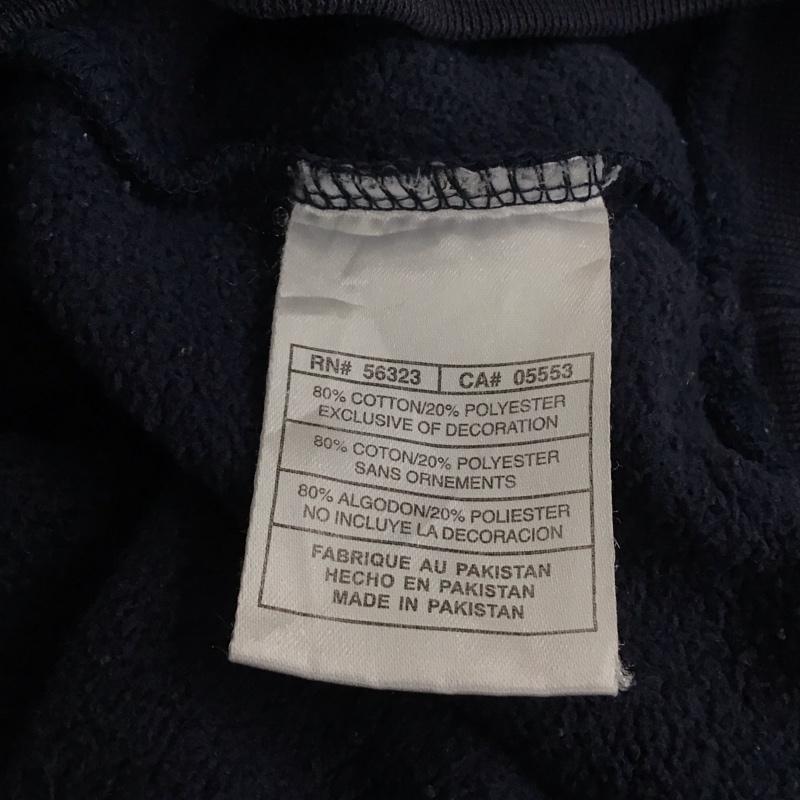 RN# 56323 CA# 05553
80% COTTON/20% POLYESTER
EXCLUSIVE OF DECORATION
80% COTON/20% POLYESTER
SANS ORNEMENTS
80% ALGODON/20% POLIESTER
NO INCLUYE LA DECORACION
FABRIQUE AU PAKISTAN
HECHO EN PAKISTAN
MADE IN PAKISTAN